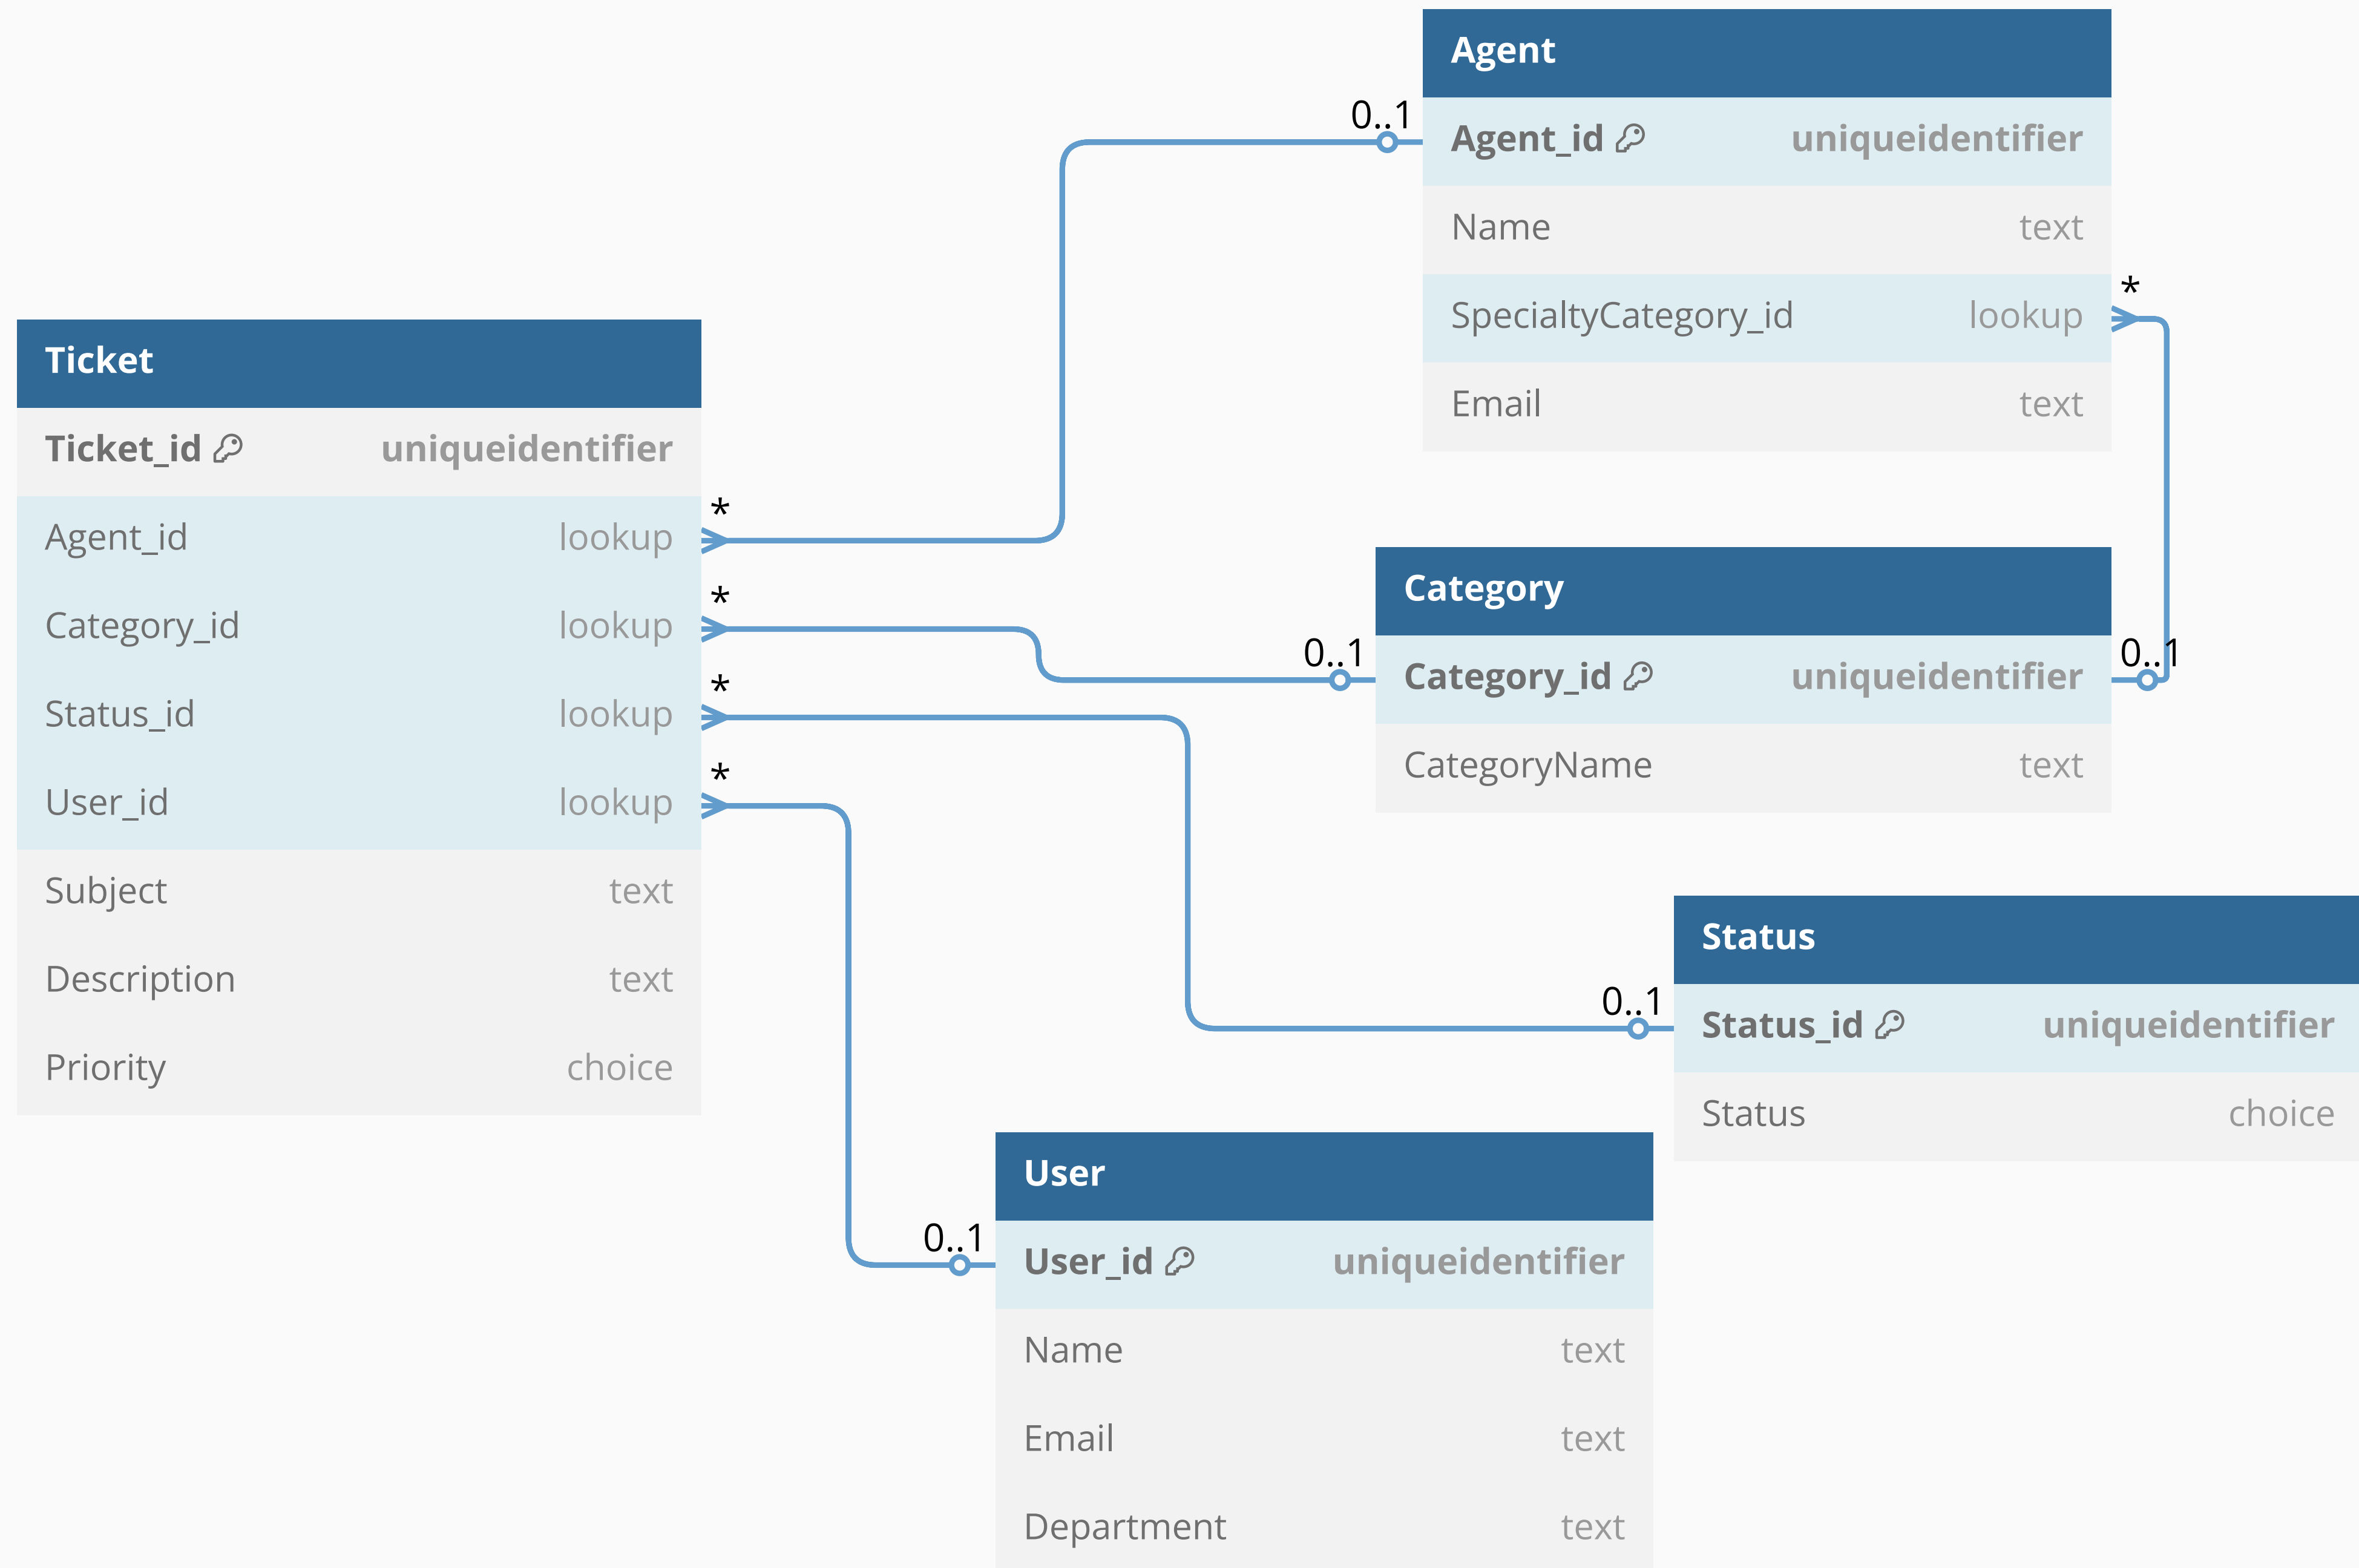 Agent
0..1
Agent_id uniqueidentifier
Name text
*
SpecialtyCategory_id lookup
Email text
Ticket
Ticket_id uniqueidentifier
*
Agent_id lookup
*
Category_id lookup
*
Status_id lookup
*
User_id lookup
Subject text
Description text
Priority choice
Category
0..1 0..1
Category_id uniqueidentifier
CategoryName text
Status
0..1
Status_id uniqueidentifier
Status choice
User
0..1
User_id uniqueidentifier
Name text
Email text
Department text